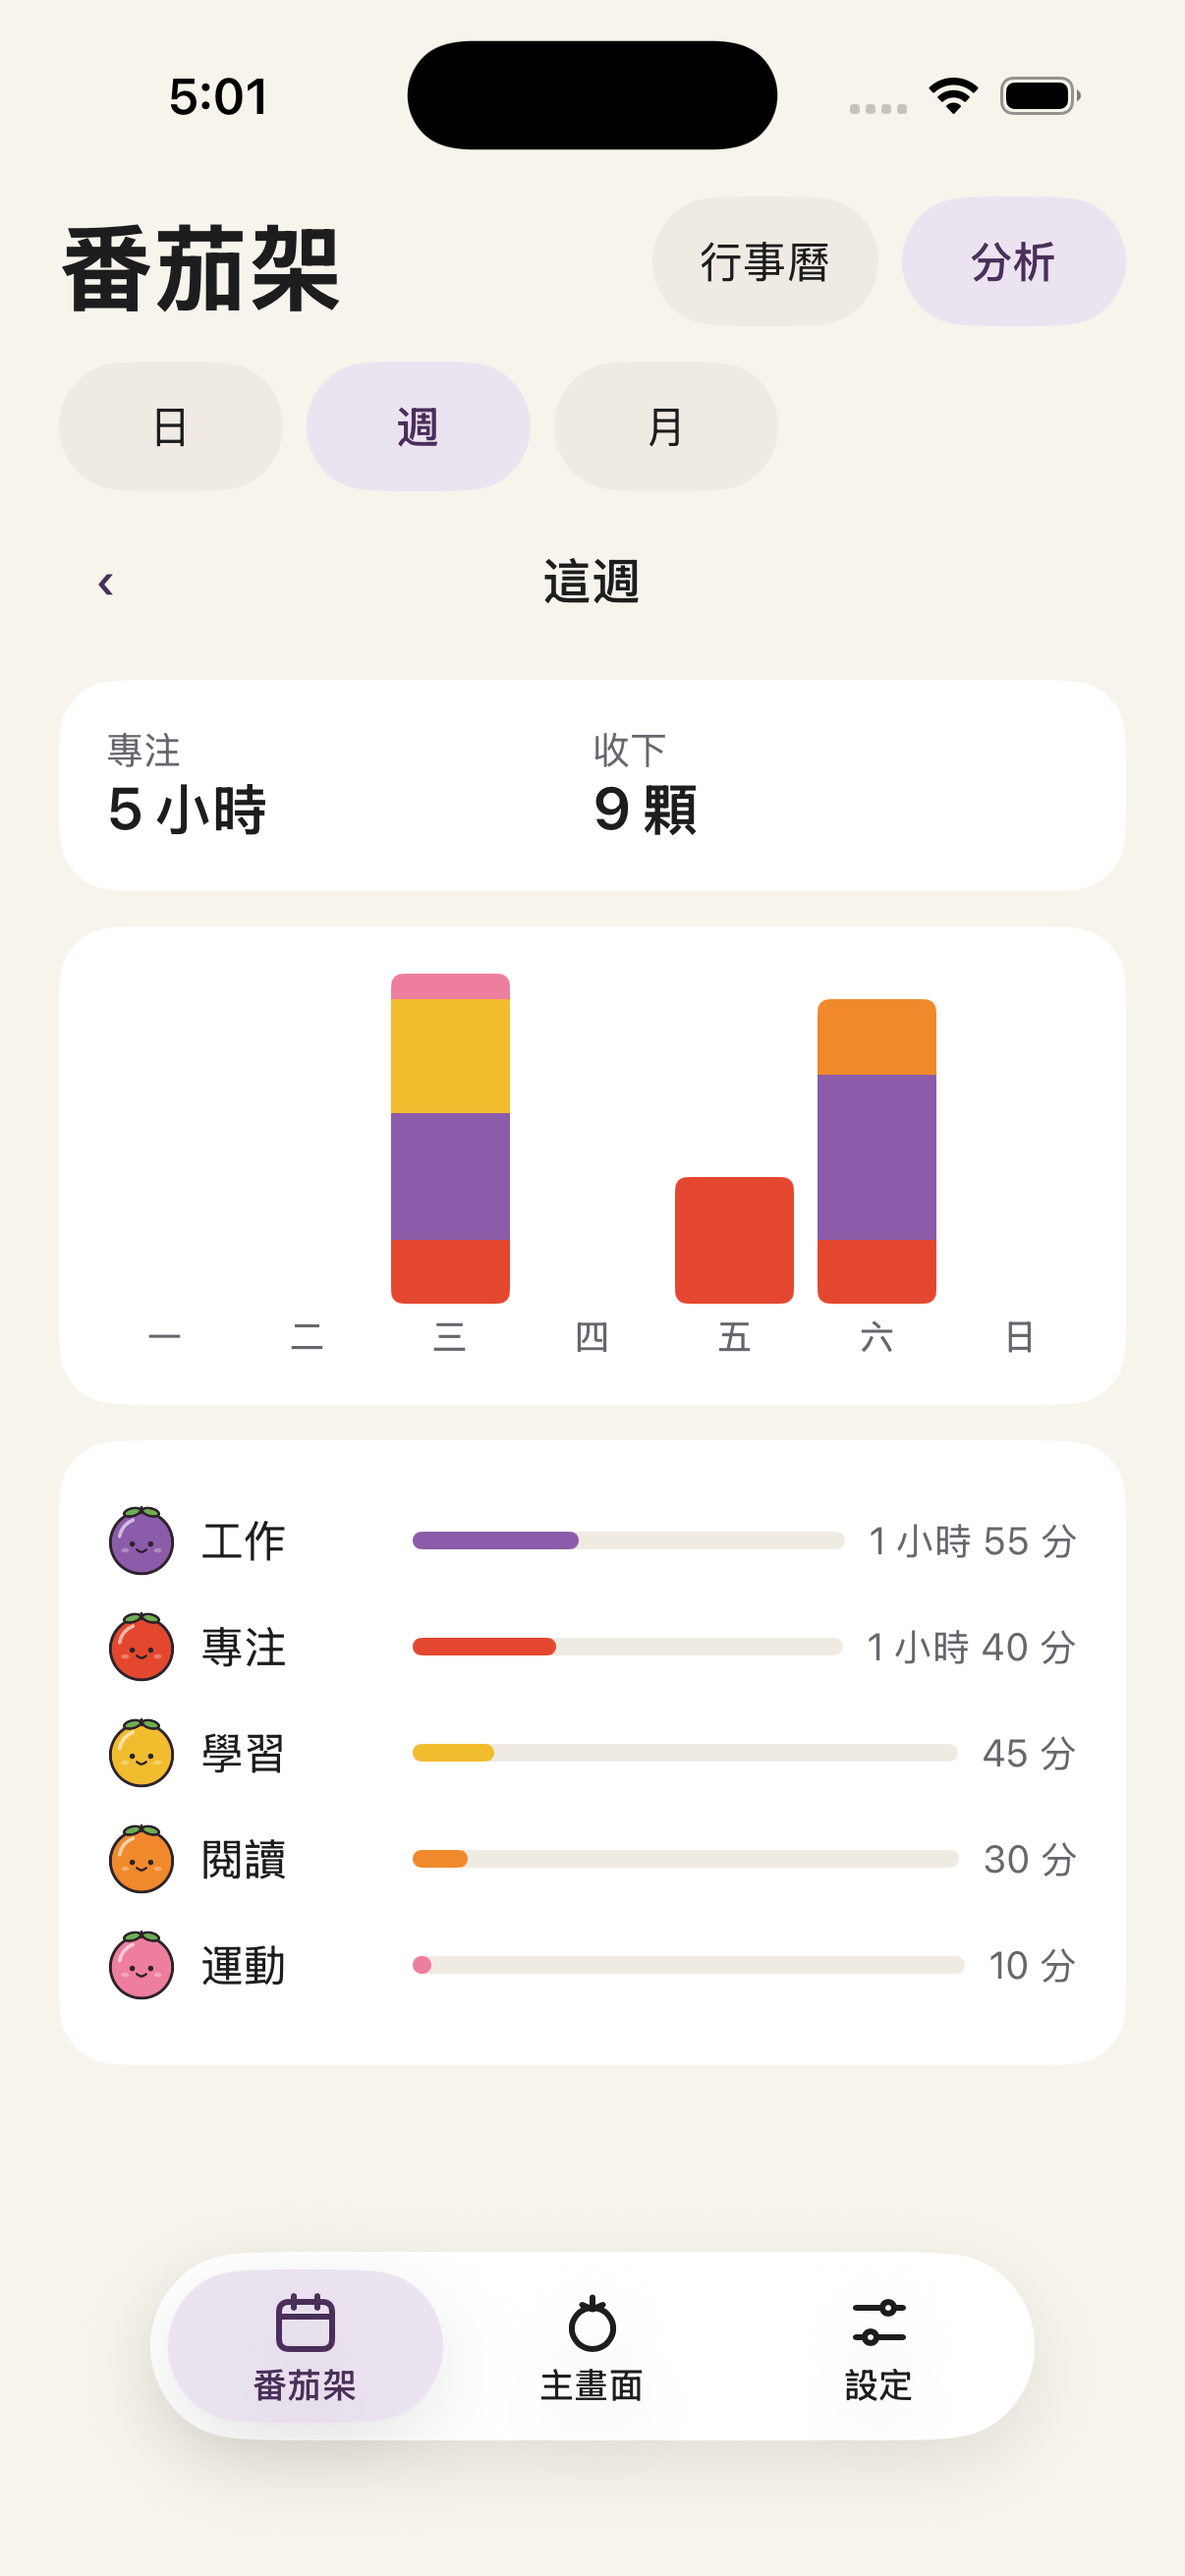 5:01
番茄架
行事曆
分析
日
週
月
‹
這週
專注
5 小時
收下
9 顆
一 二 三 四 五 六 日
工作 1 小時 55 分
專注 1 小時 40 分
學習 45 分
閱讀 30 分
運動 10 分
番茄架
主畫面
設定